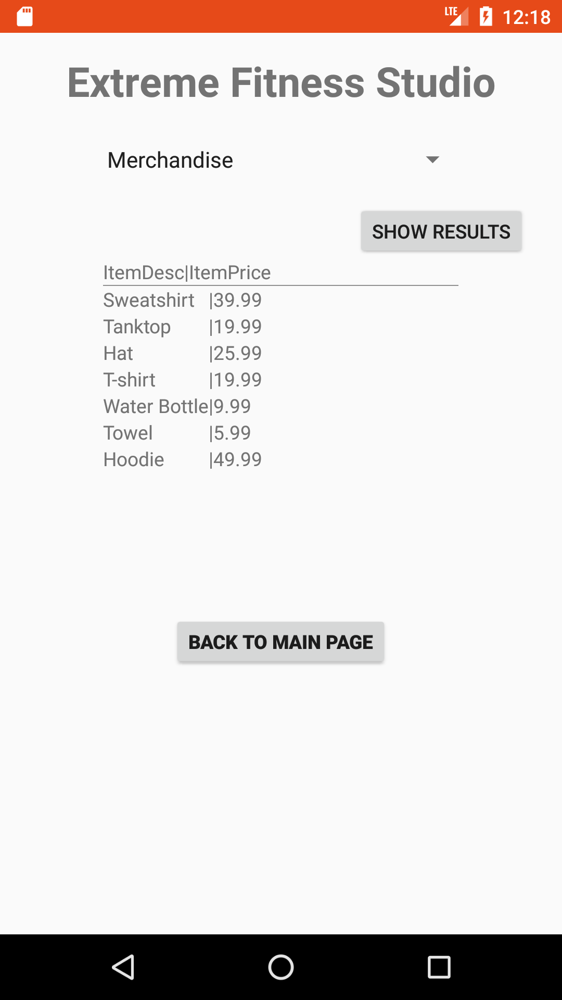 LTE 12:18
Extreme Fitness Studio
Merchandise
SHOW RESULTS
ItemDesc|ItemPrice
Sweatshirt |39.99
Tanktop |19.99
Hat |25.99
T-shirt |19.99
Water Bottle|9.99
Towel |5.99
Hoodie |49.99
BACK TO MAIN PAGE